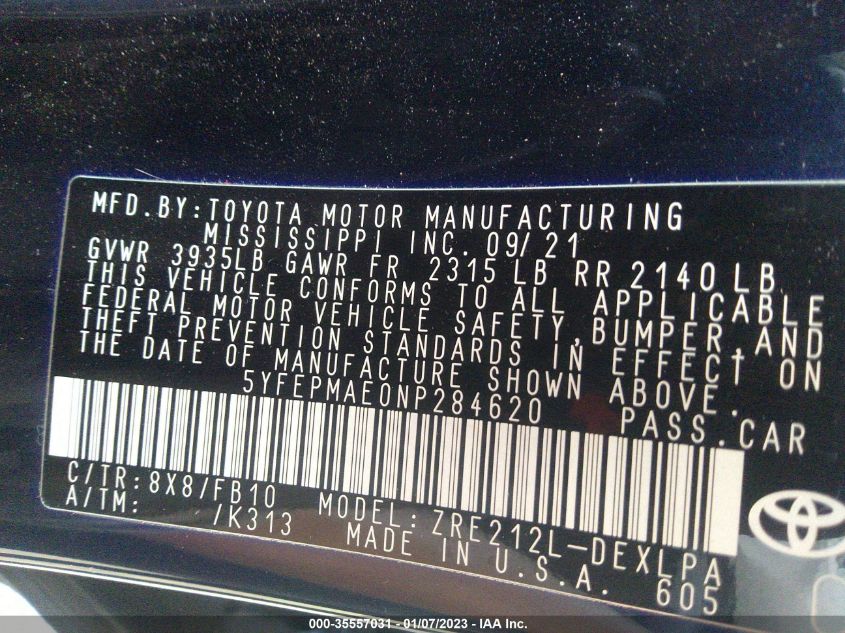 MFD.BY:TOYOTA MOTOR MANUFACTURING
MISSISSIPPI INC. 09/21
GVWR 3935LB GAWR FR 2315 LB RR 2140 LB
THIS VEHICLE CONFORMS TO ALL APPLICABLE
FEDERAL MOTOR VEHICLE SAFETY,BUMPER AND
THEFT PREVENTION STANDARDS IN EFFECT ON
THE DATE OF MANUFACTURE SHOWN ABOVE.
5YFEPMAE0NP284620 PASS.CAR
C/TR:8X8/FB10 MODEL:ZRE212L-DEXLPA
A/TM: /K313 MADE IN U.S.A. 605
000-35557031 - 01/07/2023 - IAA Inc.